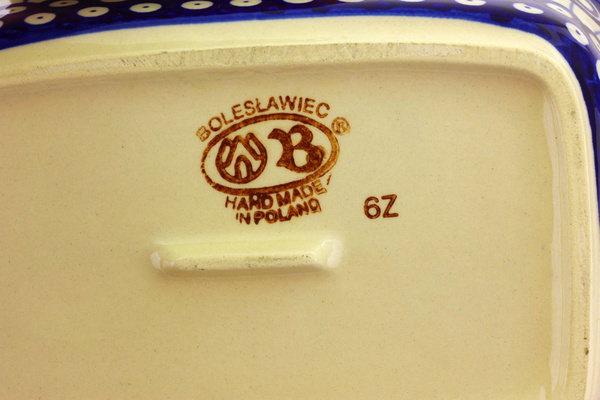 BOLESŁAWIEC ®
B
HAND MADE
IN POLAND
6Z